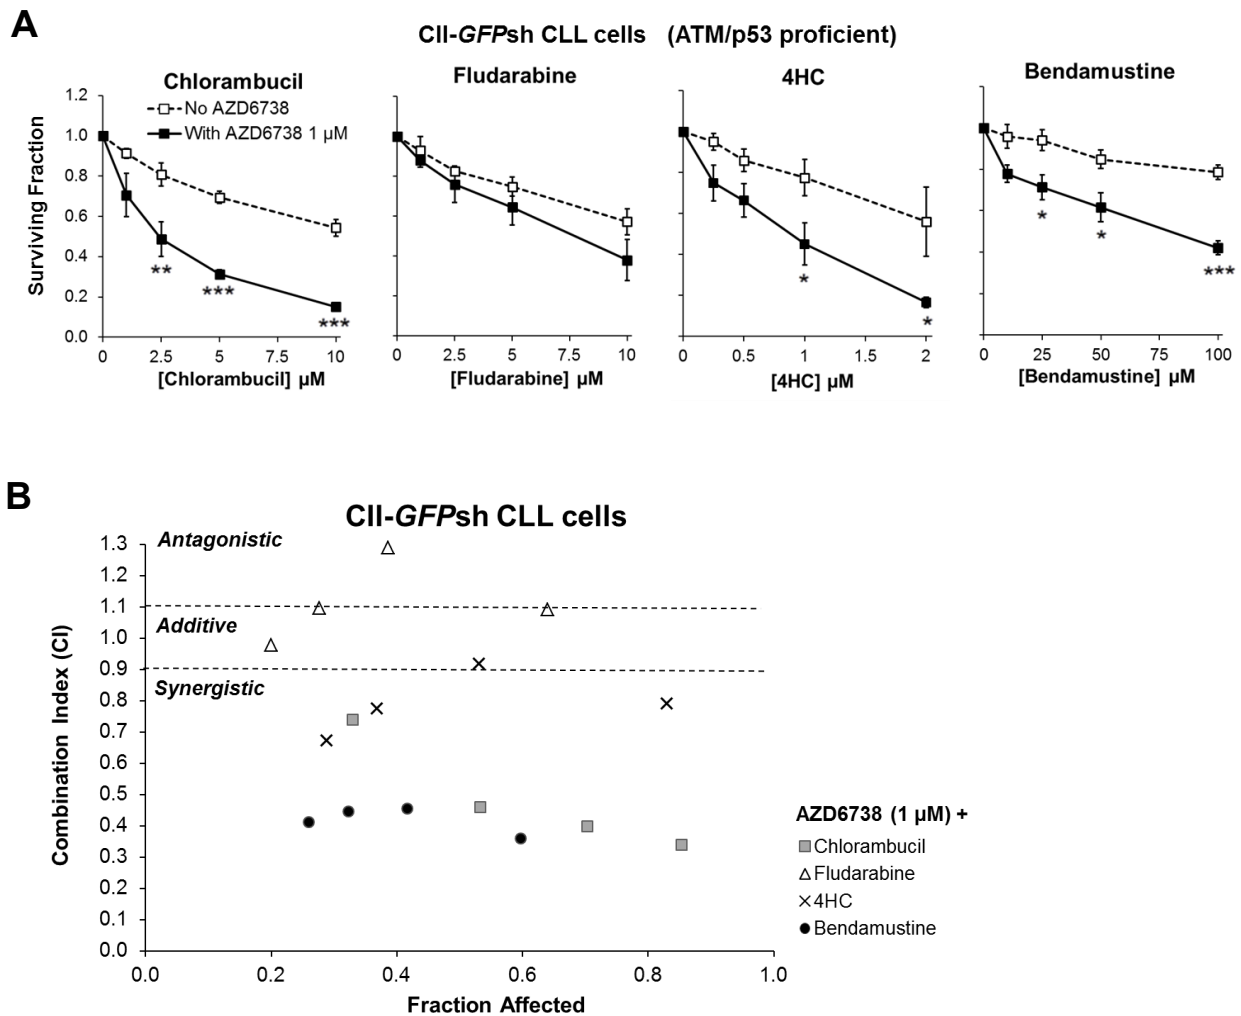 A
CII-GFPsh CLL cells (ATM/p53 proficient)
Chlorambucil
Fludarabine
4HC
Bendamustine
No AZD6738
With AZD6738 1 µM
Surviving Fraction
1.2
1.0
0.8
0.6
0.4
0.2
0.0
**
***
***
*
*
*
*
***
0 2.5 5 7.5 10
[Chlorambucil] µM
0 2.5 5 7.5 10
[Fludarabine] µM
0 0.5 1 1.5 2
[4HC] µM
0 25 50 75 100
[Bendamustine] µM
B
CII-GFPsh CLL cells
Combination Index (CI)
1.3
1.2
1.1
1.0
0.9
0.8
0.7
0.6
0.5
0.4
0.3
0.2
0.1
0.0
Antagonistic
Additive
Synergistic
0.0 0.2 0.4 0.6 0.8 1.0
Fraction Affected
AZD6738 (1 µM) +
Chlorambucil
Fludarabine
4HC
Bendamustine